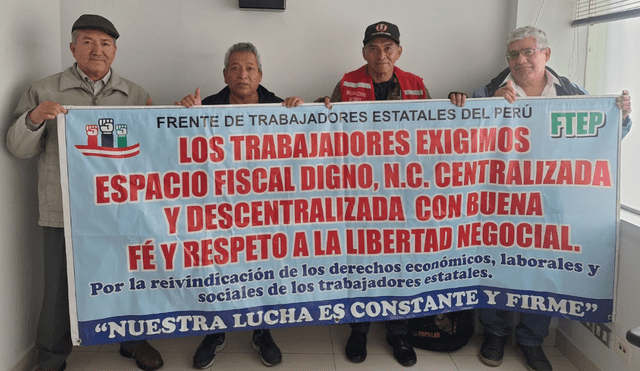 FRENTE DE TRABAJADORES ESTATALES DEL PERÚ
FTEP
LOS TRABAJADORES EXIGIMOS
ESPACIO FISCAL DIGNO, N.C. CENTRALIZADA
Y DESCENTRALIZADA CON BUENA
FÉ Y RESPETO A LA LIBERTAD NEGOCIAL.
Por la reivindicación de los derechos económicos, laborales y
sociales de los trabajadores estatales.
“NUESTRA LUCHA ES CONSTANTE Y FIRME”